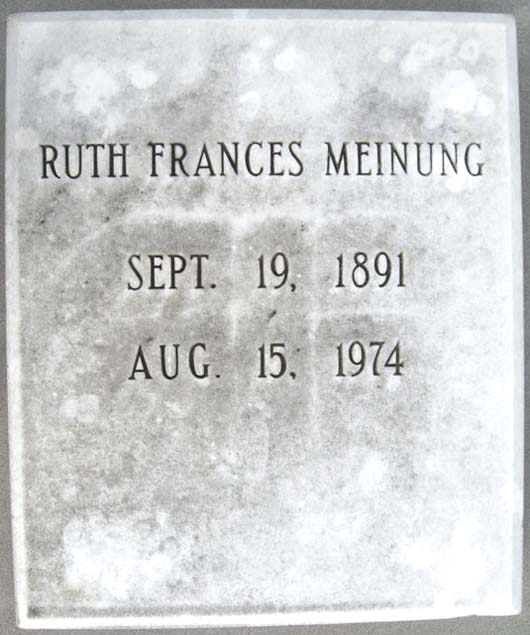 RUTH FRANCES MEINUNG
SEPT. 19, 1891
AUG. 15, 1974